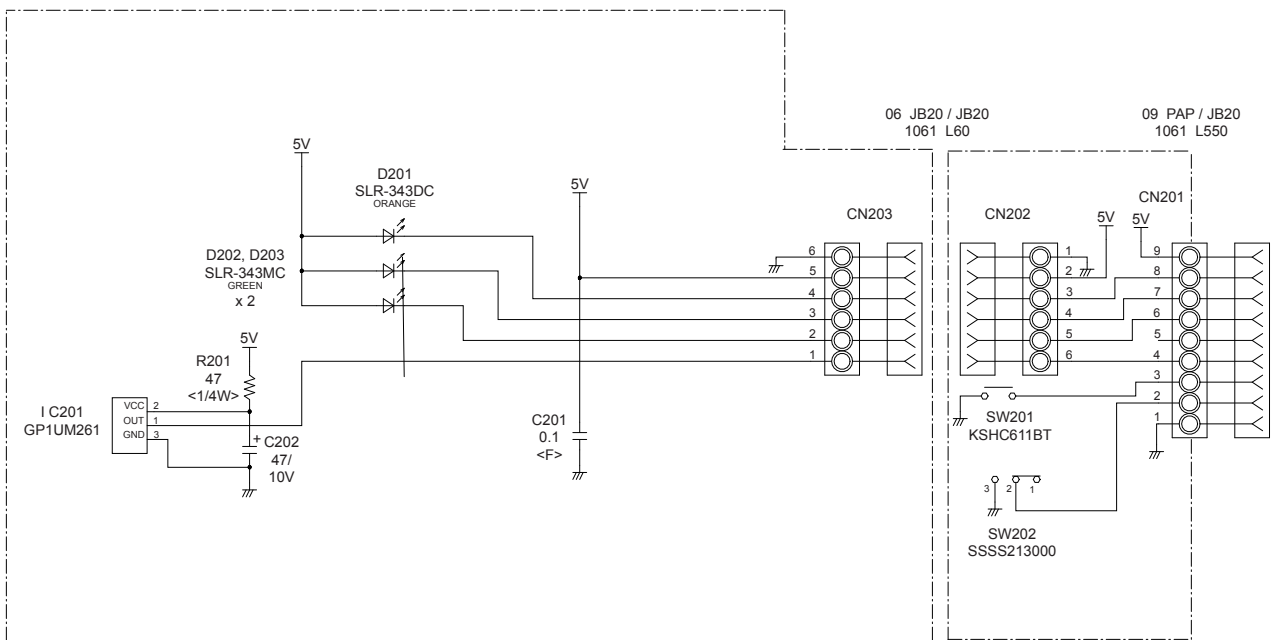 06 JB20 / JB20
1061 L60
09 PAP / JB20
1061 L550
5V
D201
SLR-343DC
ORANGE
D202, D203
SLR-343MC
GREEN
x 2
5V
R201
47
<1/4W>
I C201
GP1UM261
VCC
OUT
GND
2
1
3
+
C202
47/
10V
5V
C201
0.1
<F>
CN203
6
5
4
3
2
1
CN202
1
2
3
4
5
6
5V
5V
CN201
9
8
7
6
5
4
3
2
1
SW201
KSHC611BT
3
2
1
SW202
SSSS213000